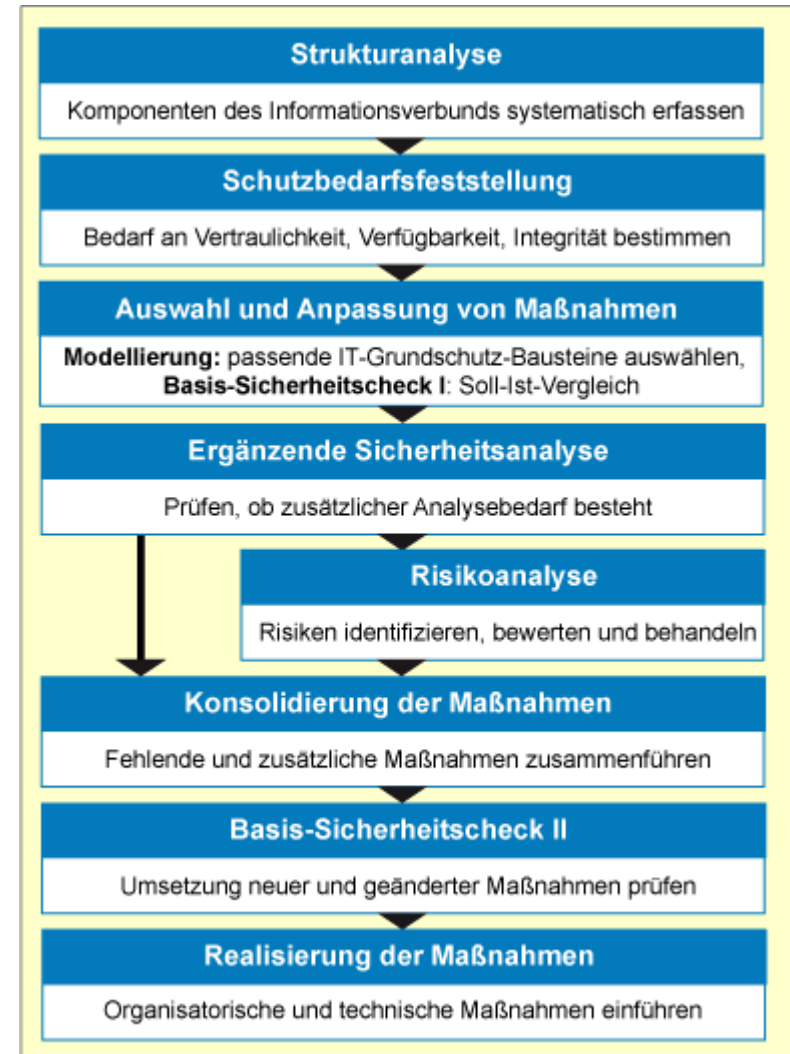 Strukturanalyse
Komponenten des Informationsverbunds systematisch erfassen
Schutzbedarfsfeststellung
Bedarf an Vertraulichkeit, Verfügbarkeit, Integrität bestimmen
Auswahl und Anpassung von Maßnahmen
Modellierung: passende IT-Grundschutz-Bausteine auswählen,
Basis-Sicherheitscheck I: Soll-Ist-Vergleich
Ergänzende Sicherheitsanalyse
Prüfen, ob zusätzlicher Analysebedarf besteht
Risikoanalyse
Risiken identifizieren, bewerten und behandeln
Konsolidierung der Maßnahmen
Fehlende und zusätzliche Maßnahmen zusammenführen
Basis-Sicherheitscheck II
Umsetzung neuer und geänderter Maßnahmen prüfen
Realisierung der Maßnahmen
Organisatorische und technische Maßnahmen einführen